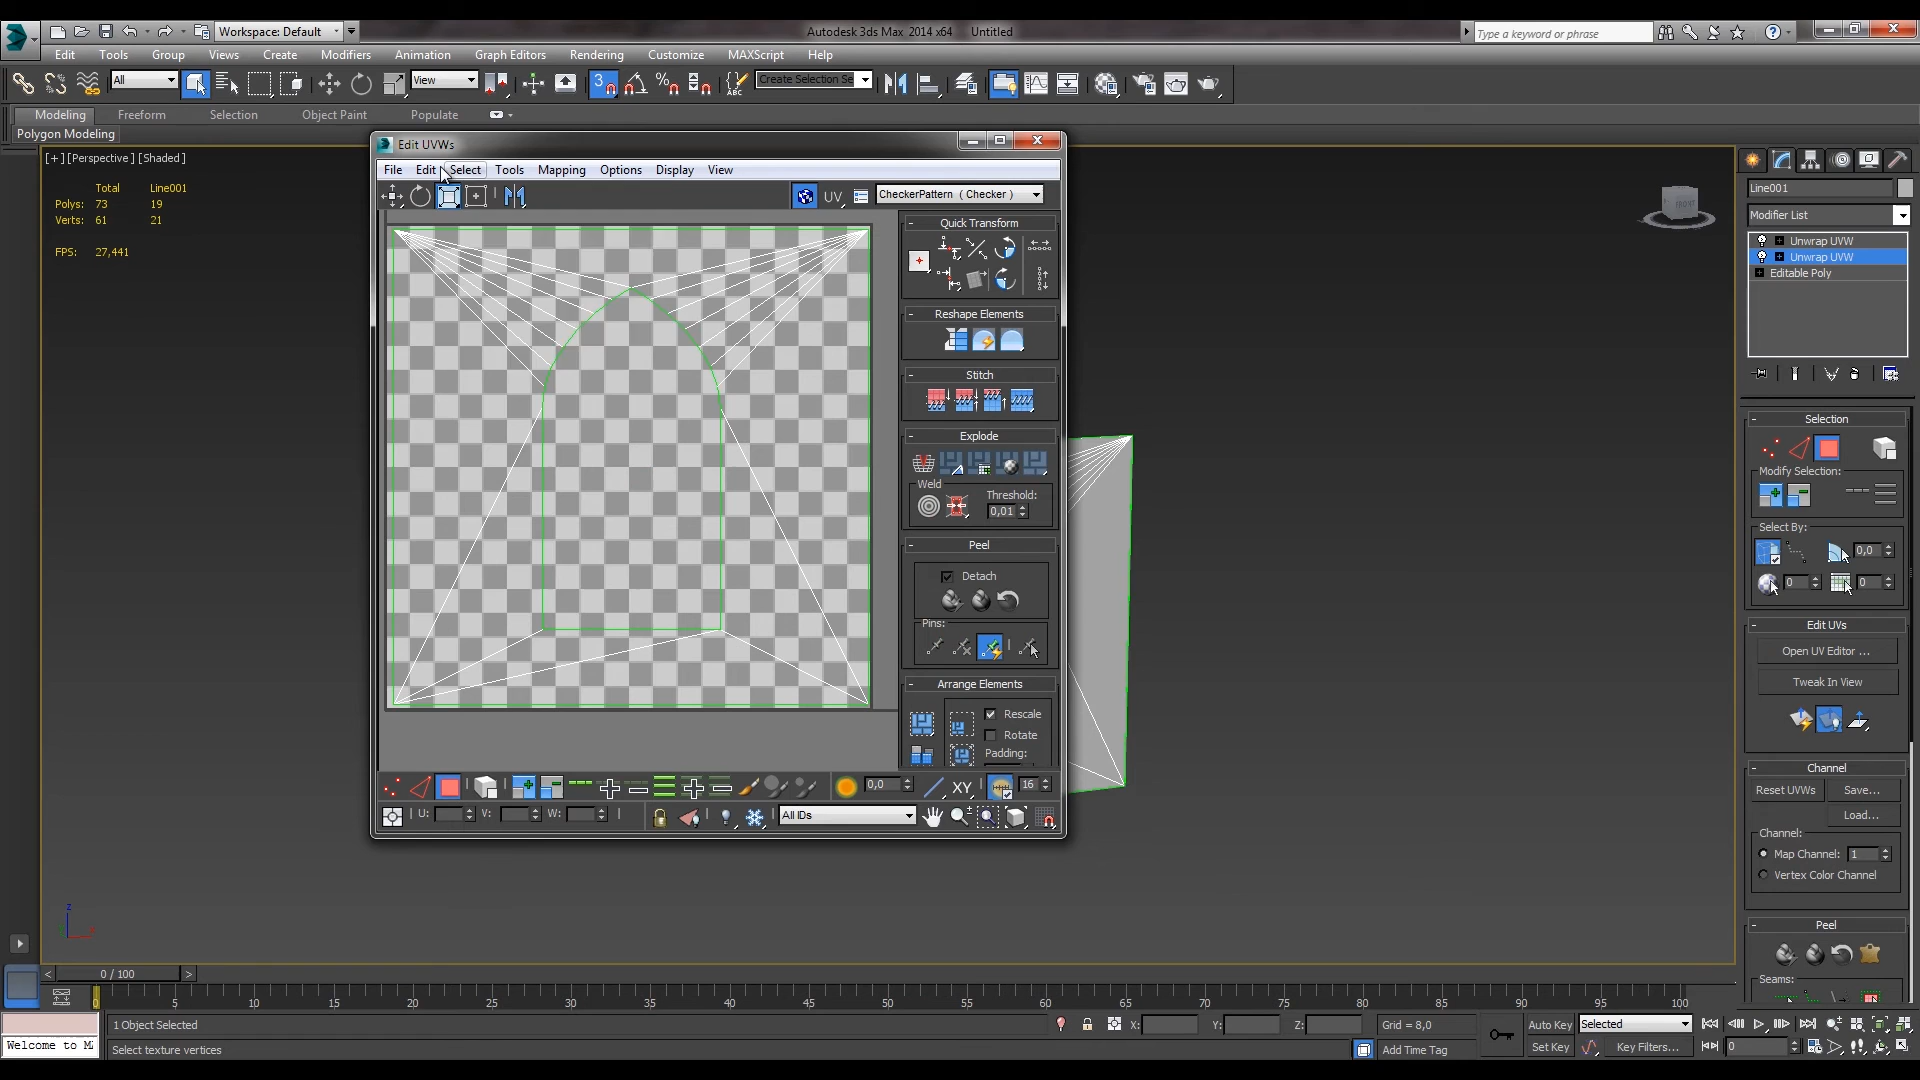 Workspace: Default
Autodesk 3ds Max 2014 x64 Untitled
Type a keyword or phrase
Edit Tools Group Views Create Modifiers Animation Graph Editors Rendering Customize MAXScript Help
All
View
3
Create Selection Se
Modeling Freeform Selection Object Paint Populate
Polygon Modeling
[+] [Perspective ] [Shaded ]
Total Line001
Polys: 73 19
Verts: 61 21
FPS: 27,441
Edit UVWs
File Edit Select Tools Mapping Options Display View
UV
CheckerPattern ( Checker )
- Quick Transform
- Reshape Elements
- Stitch
- Explode
Weld
Threshold:
0,01
- Peel
Detach
Pins:
- Arrange Elements
Rescale
Rotate
Padding:
0,0
XY
16
U: V: W:
All IDs
FRONT
Line001
Modifier List
Unwrap UVW
Unwrap UVW
Editable Poly
- Selection
Modify Selection:
Select By:
0,0
0 0
- Edit UVs
Open UV Editor ...
Tweak In View
- Channel
Reset UVWs Save...
Load...
Channel:
Map Channel: 1
Vertex Color Channel
- Peel
Seams:
z
x
< 0 / 100 >
0 5 10 15 20 25 30 35 40 45 50 55 60 65 70 75 80 85 90 95 100
1 Object Selected
X: Y: Z:
Grid = 8,0
Auto Key
Selected
Welcome to M
Select texture vertices
Add Time Tag
Set Key
Key Filters...
0